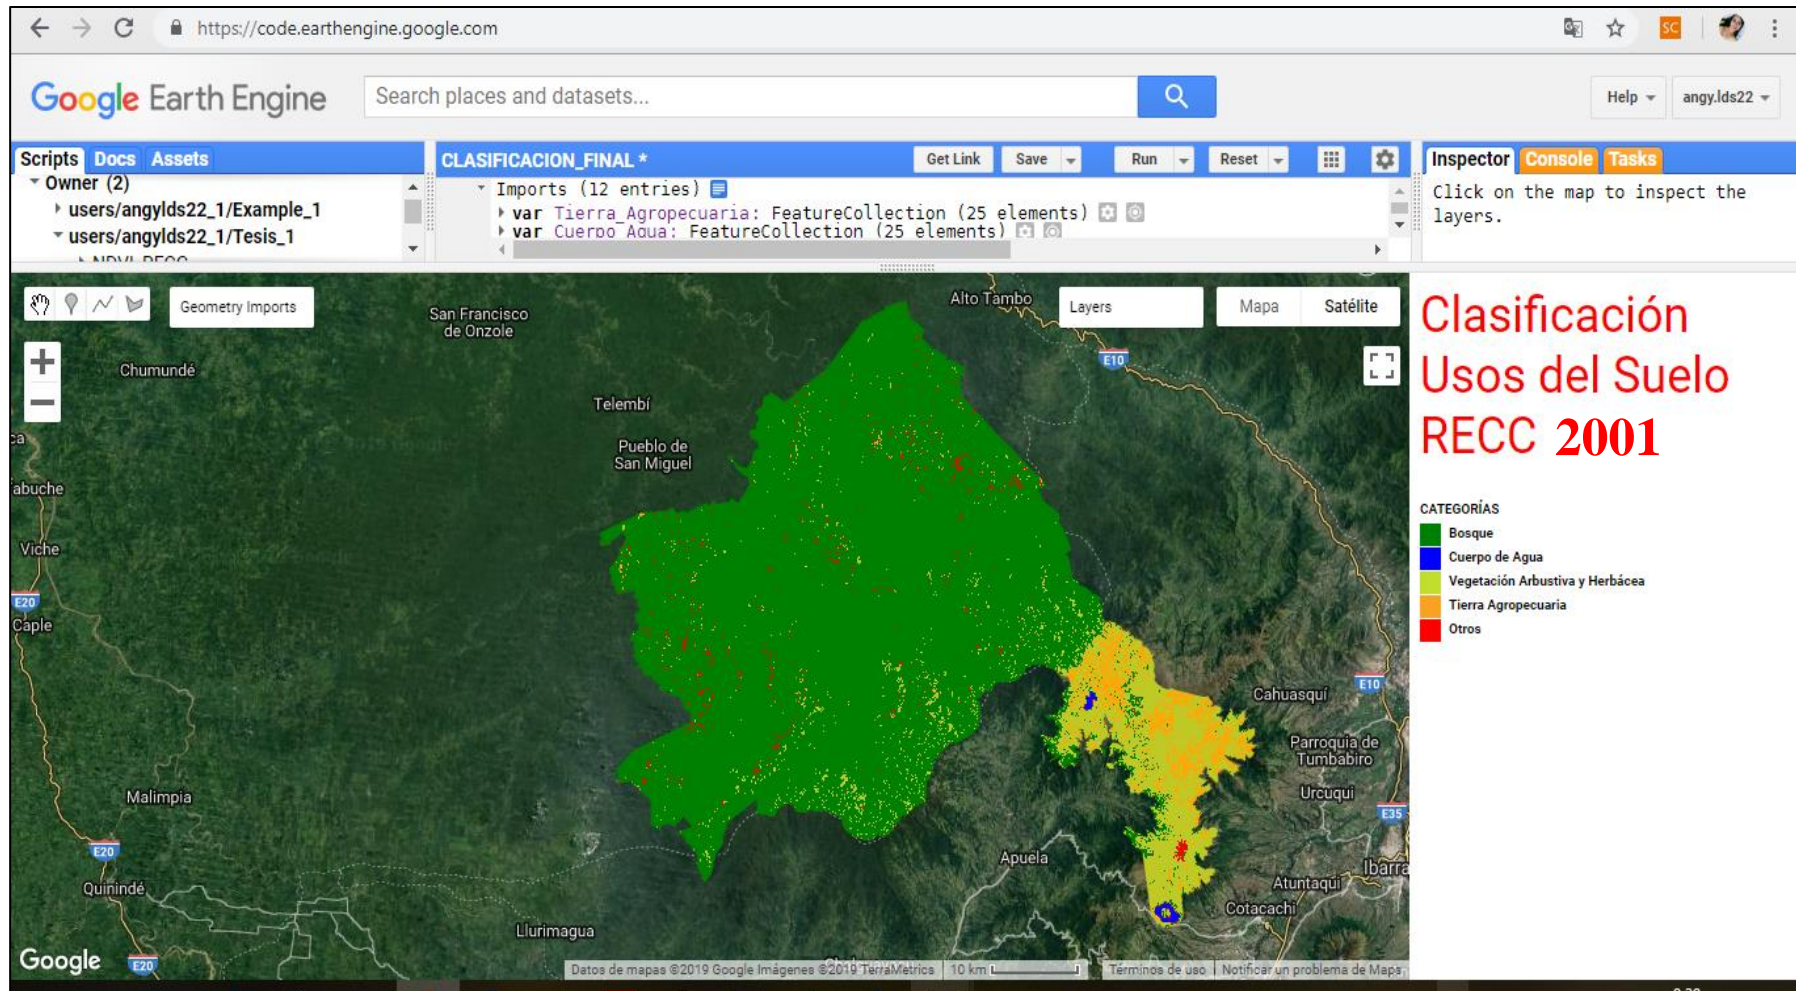 https://code.earthengine.google.com
SC
Google Earth Engine
Search places and datasets...
Help
angy.lds22
Scripts Docs Assets
Owner (2)
users/angylds22_1/Example_1
users/angylds22_1/Tesis_1
CLASIFICACION_FINAL *
Get Link
Save
Run
Reset
Imports (12 entries)
var Tierra_Agropecuaria: FeatureCollection (25 elements)
var Cuerpo_Agua: FeatureCollection (25 elements)
Inspector Console Tasks
Click on the map to inspect the
layers.
Geometry Imports
Layers
Mapa
Satélite
San Francisco
de Onzole
Alto Tambo
E10
Chumundé
Telembí
Pueblo de
San Miguel
abuche
Viche
E20
Caple
Cahuasquí
E10
Parroquia de
Tumbabiro
Urcuqui
Malimpia
E35
E20
Quinindé
Apuela
Ibarra
Atuntaqui
Cotacachi
Llurimagua
Google
E20
Datos de mapas ©2019 Google Imágenes ©2019 TerraMetrics
10 km
Términos de uso
Notificar un problema de Maps
Clasificación
Usos del Suelo
RECC 2001
CATEGORÍAS
Bosque
Cuerpo de Agua
Vegetación Arbustiva y Herbácea
Tierra Agropecuaria
Otros